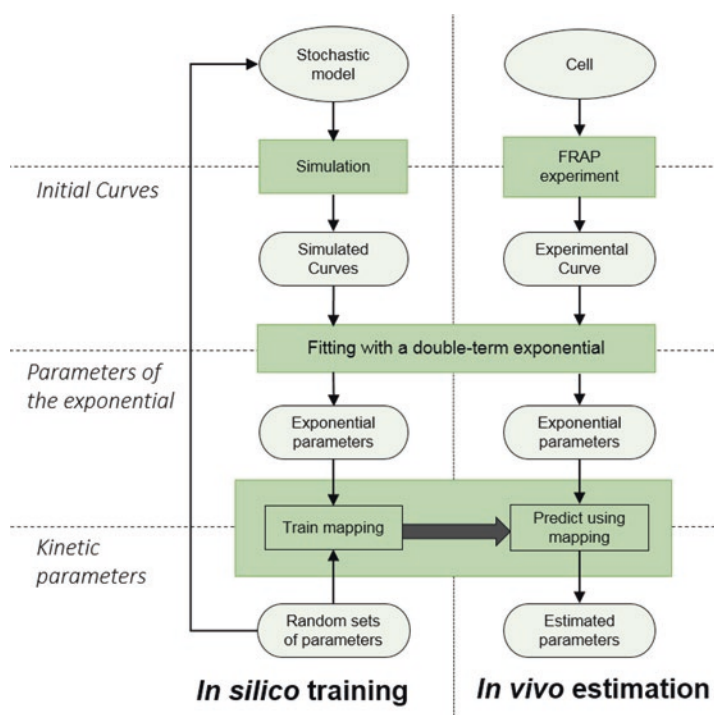 Stochastic
model
Cell
Simulation
FRAP
experiment
Initial Curves
Simulated
Curves
Experimental
Curve
Fitting with a double-term exponential
Parameters of
the exponential
Exponential
parameters
Exponential
parameters
Train mapping
Predict using
mapping
Kinetic
parameters
Random sets
of parameters
Estimated
parameters
In silico training
In vivo estimation